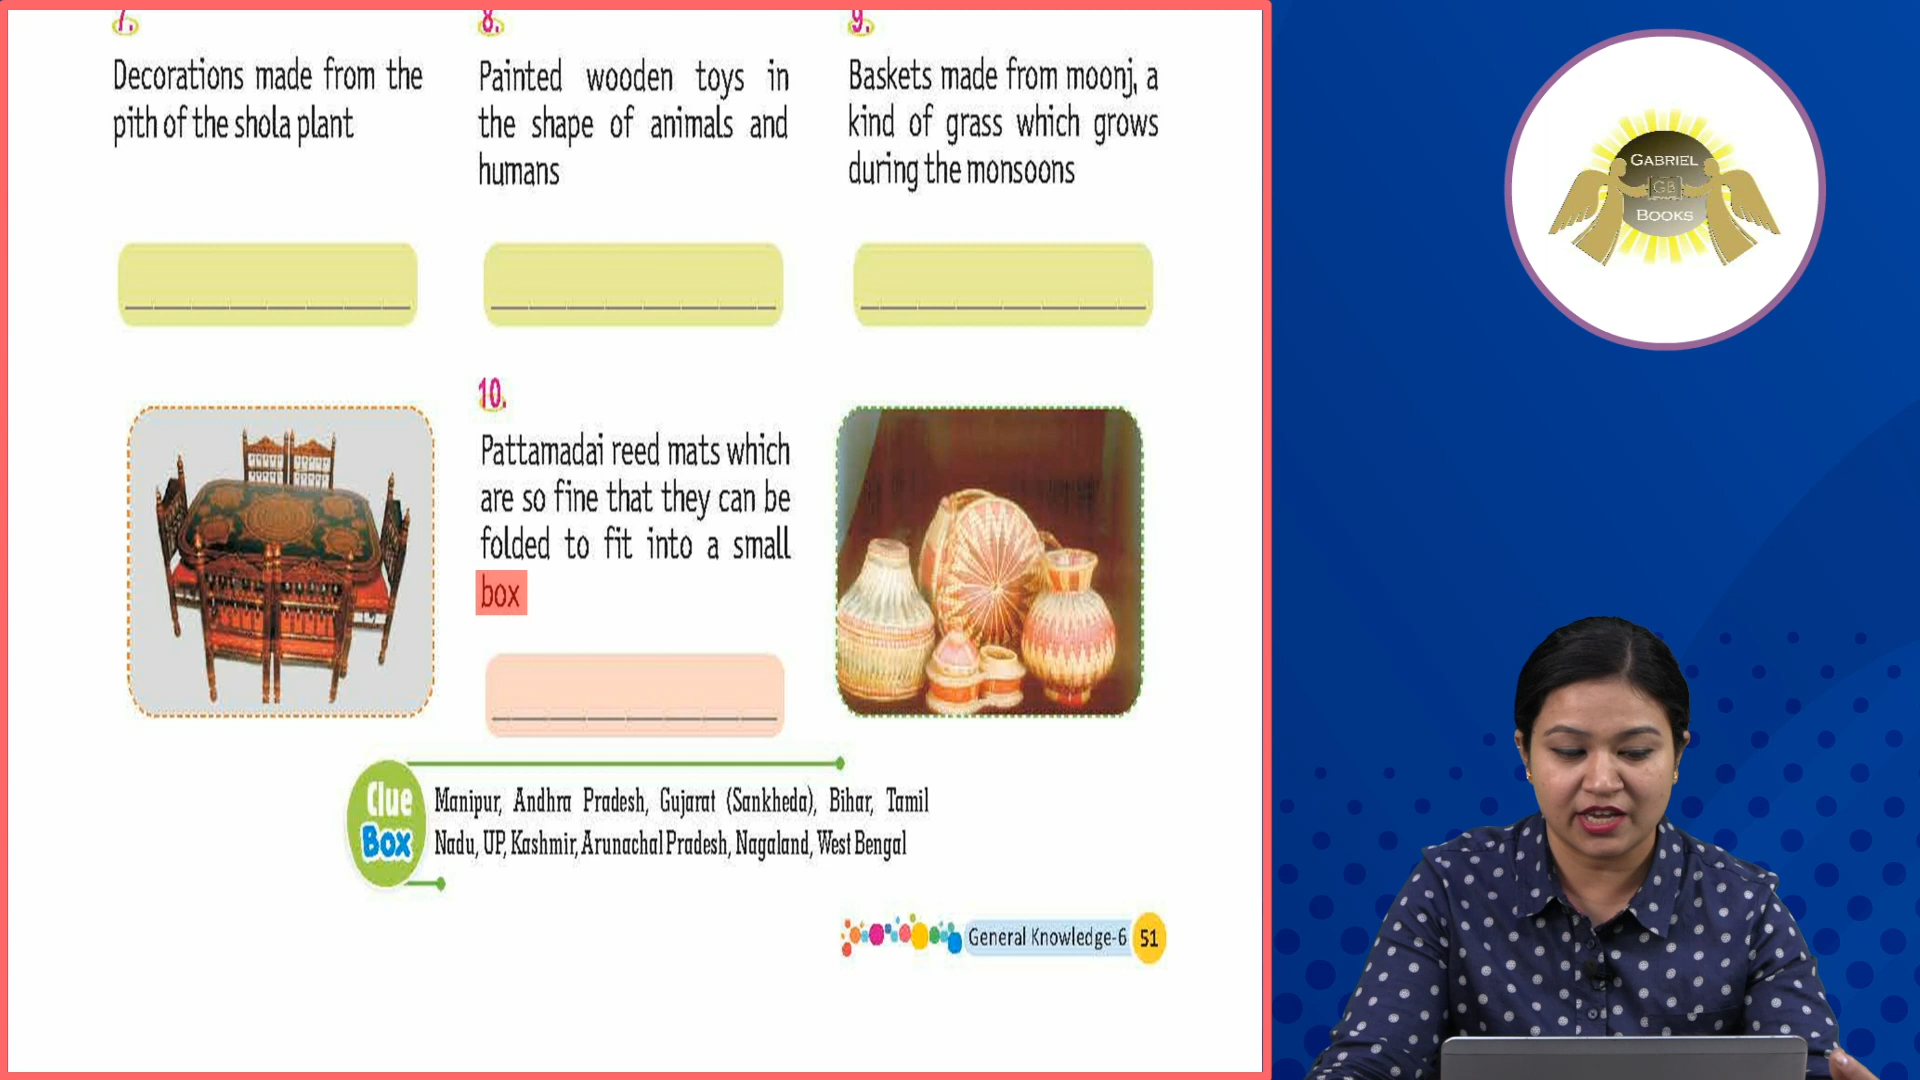 7.
Decorations made from the
pith of the shola plant
8.
Painted wooden toys in
the shape of animals and
humans
9.
Baskets made from moonj, a
kind of grass which grows
during the monsoons
10.
Pattamadai reed mats which
are so fine that they can be
folded to fit into a small
box
Clue
Box
Manipur, Andhra Pradesh, Gujarat (Sankheda), Bihar, Tamil
Nadu, UP, Kashmir, Arunachal Pradesh, Nagaland, West Bengal
General Knowledge-6 51
GABRIEL
GB
BOOKS